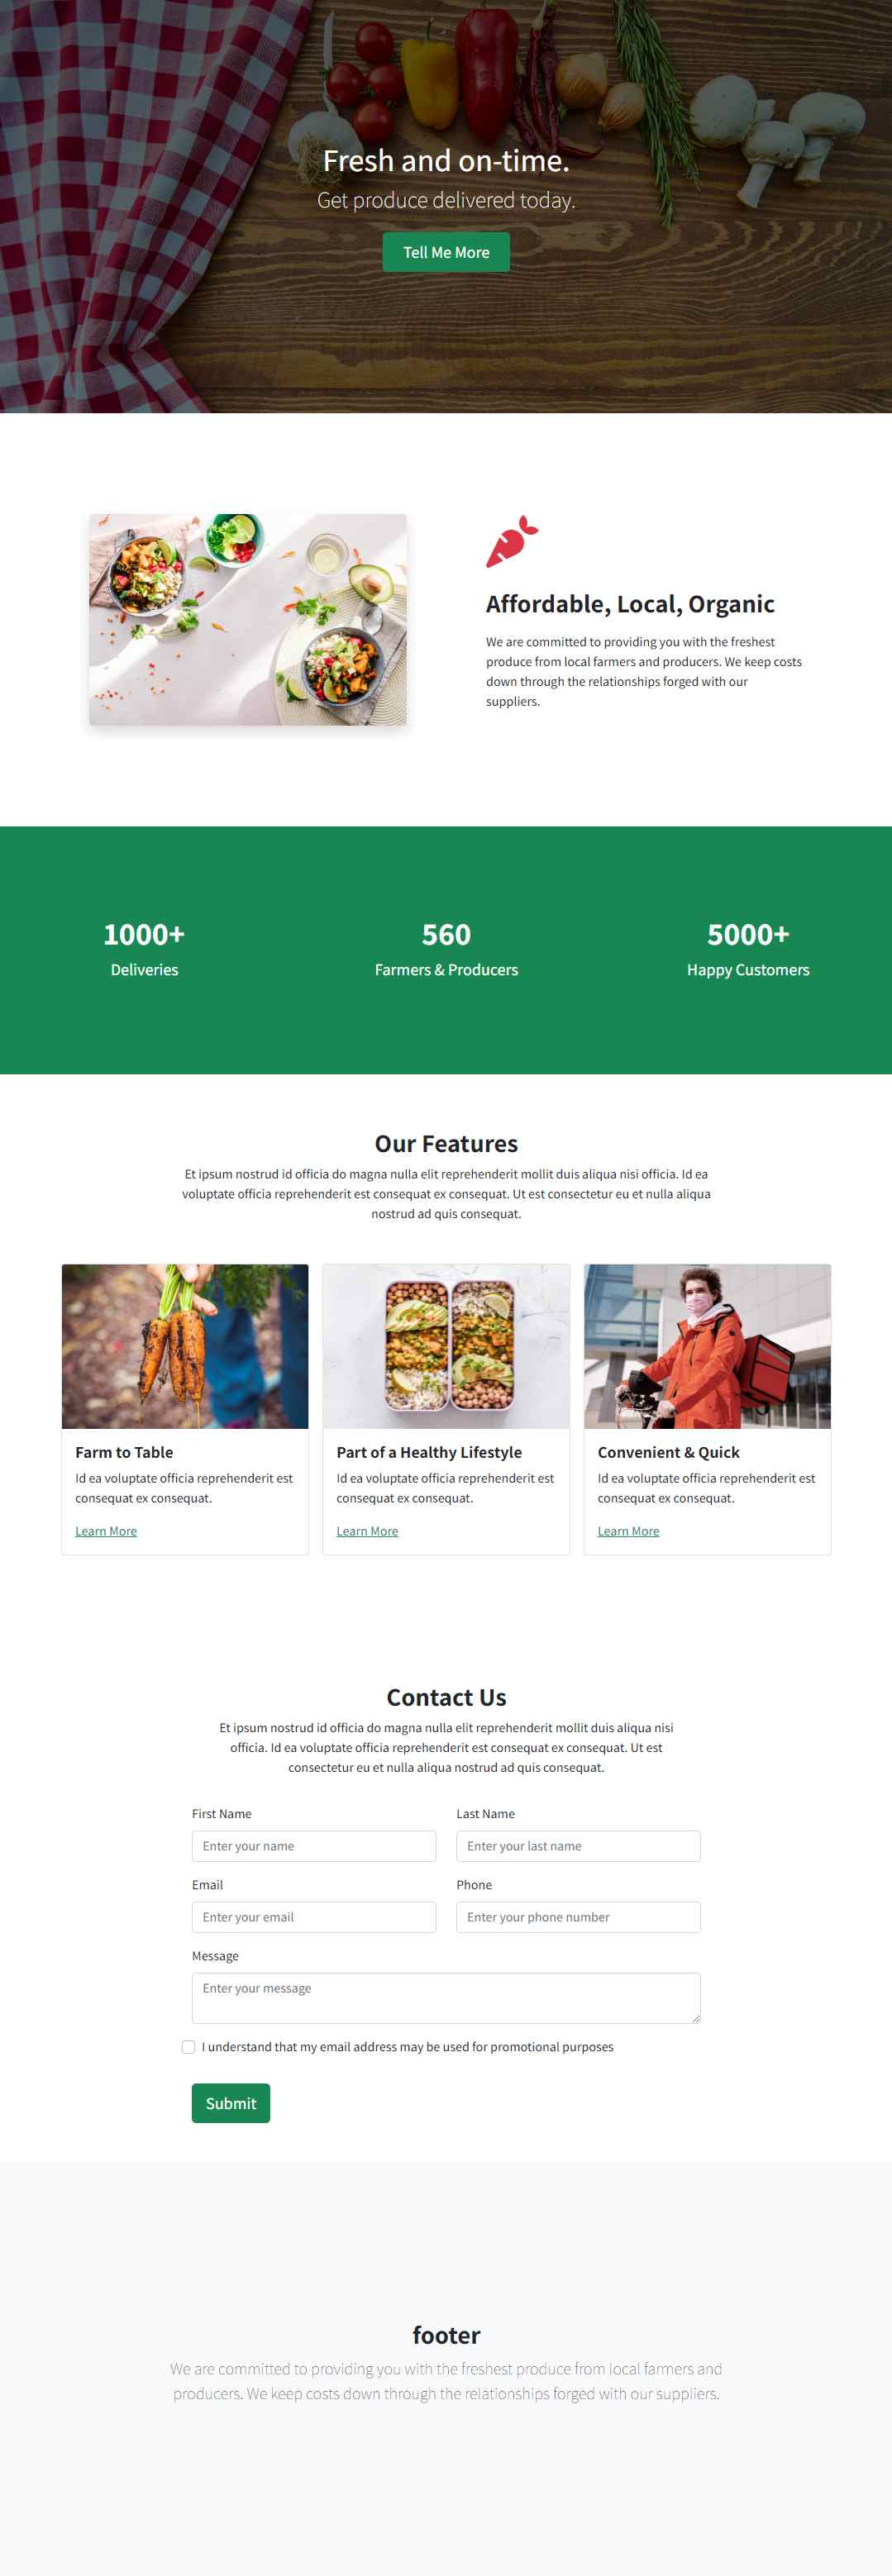 Fresh and on-time.
Get produce delivered today.
Tell Me More
Affordable, Local, Organic
We are committed to providing you with the freshest
produce from local farmers and producers. We keep costs
down through the relationships forged with our
suppliers.
1000+
Deliveries
560
Farmers & Producers
5000+
Happy Customers
Our Features
Et ipsum nostrud id officia do magna nulla elit reprehenderit mollit duis aliqua nisi officia. Id ea
voluptate officia reprehenderit est consequat ex consequat. Ut est consectetur eu et nulla aliqua
nostrud ad quis consequat.
Farm to Table
Id ea voluptate officia reprehenderit est
consequat ex consequat.
Learn More
Part of a Healthy Lifestyle
Id ea voluptate officia reprehenderit est
consequat ex consequat.
Learn More
Convenient & Quick
Id ea voluptate officia reprehenderit est
consequat ex consequat.
Learn More
Contact Us
Et ipsum nostrud id officia do magna nulla elit reprehenderit mollit duis aliqua nisi
officia. Id ea voluptate officia reprehenderit est consequat ex consequat. Ut est
consectetur eu et nulla aliqua nostrud ad quis consequat.
First Name
Enter your name
Last Name
Enter your last name
Email
Enter your email
Phone
Enter your phone number
Message
Enter your message
I understand that my email address may be used for promotional purposes
Submit
footer
We are committed to providing you with the freshest produce from local farmers and
producers. We keep costs down through the relationships forged with our suppliers.